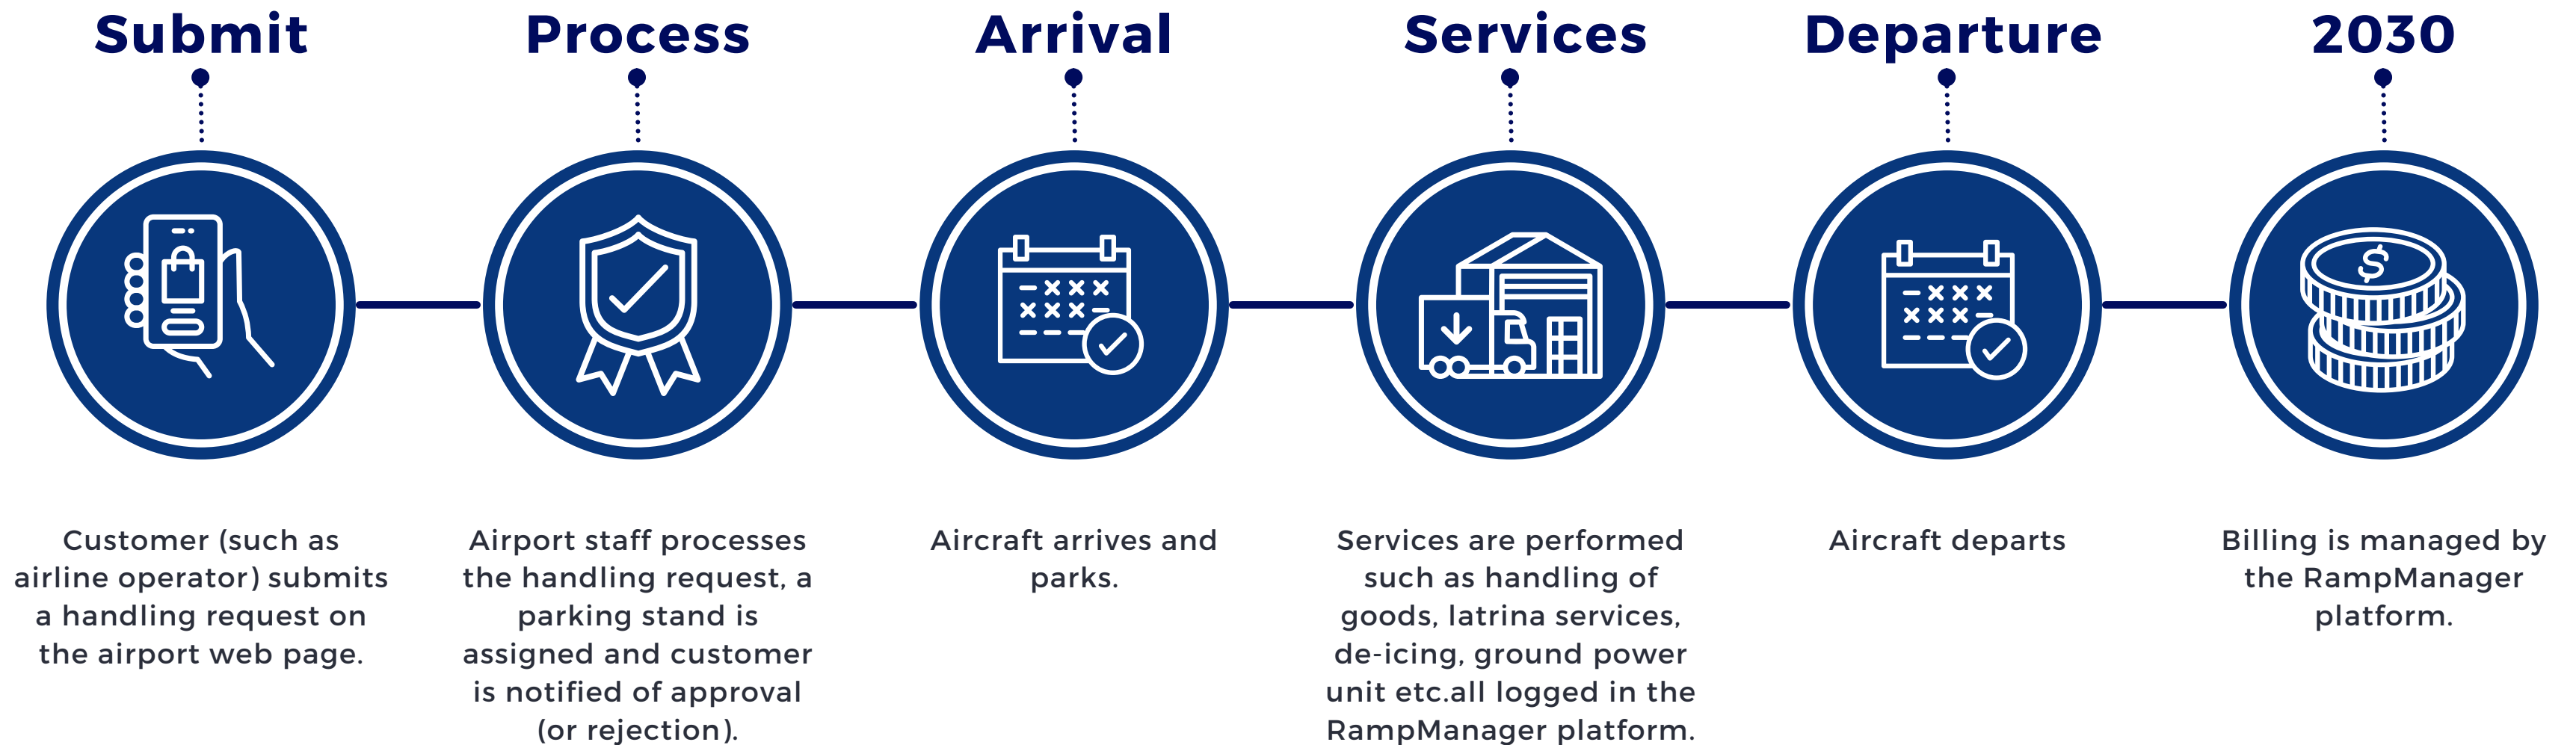 Submit
Process
Arrival
Services
Departure
2030
$
Customer (such as
airline operator) submits
a handling request on
the airport web page.
Airport staff processes
the handling request, a
parking stand is
assigned and customer
is notified of approval
(or rejection).
Aircraft arrives and
parks.
Services are performed
such as handling of
goods, latrina services,
de-icing, ground power
unit etc.all logged in the
RampManager platform.
Aircraft departs
Billing is managed by
the RampManager
platform.